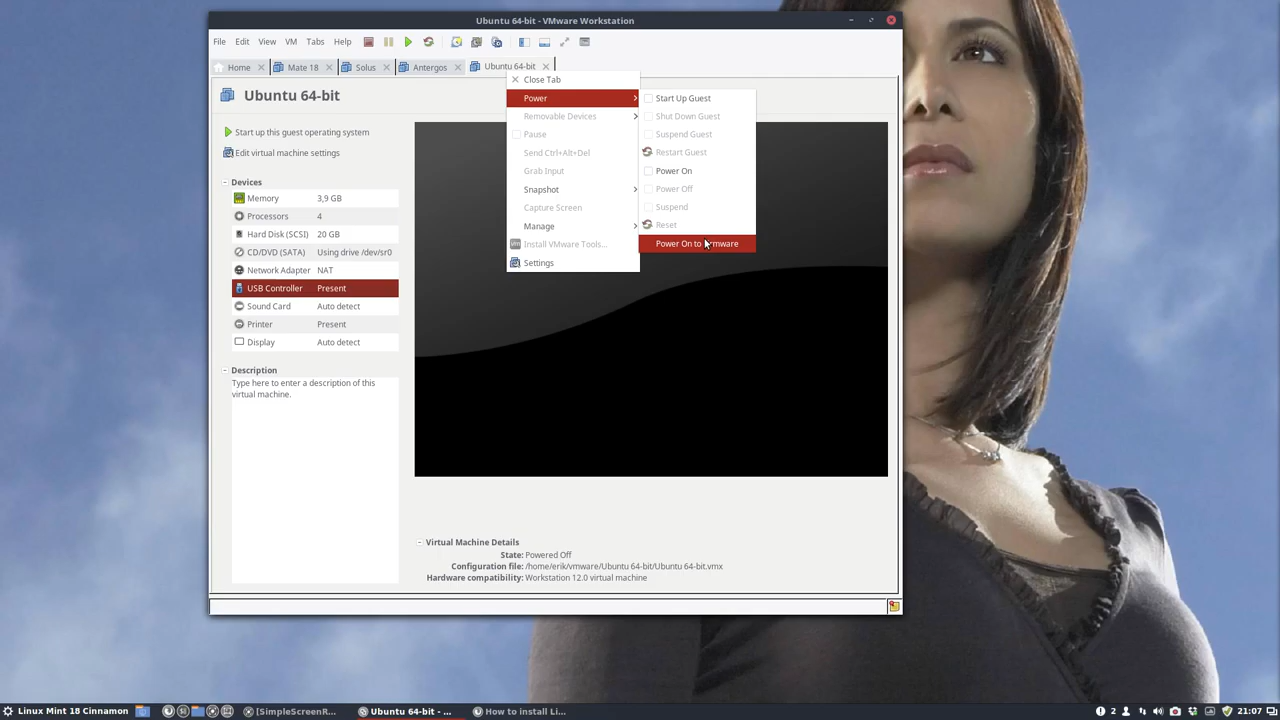 Ubuntu 64-bit - VMware Workstation
File Edit View VM Tabs Help
Home Mate 18 Solus Antergos Ubuntu 64-bit
Ubuntu 64-bit
Start up this guest operating system
Edit virtual machine settings
Devices
Memory 3,9 GB
Processors 4
Hard Disk (SCSI) 20 GB
CD/DVD (SATA) Using drive /dev/sr0
Network Adapter NAT
USB Controller Present
Sound Card Auto detect
Printer Present
Display Auto detect
Description
Type here to enter a description of this
virtual machine.
Close Tab
Power
Removable Devices
Pause
Send Ctrl+Alt+Del
Grab Input
Snapshot
Capture Screen
Manage
Install VMware Tools...
Settings
Start Up Guest
Shut Down Guest
Suspend Guest
Restart Guest
Power On
Power Off
Suspend
Reset
Power On to Firmware
Virtual Machine Details
State: Powered Off
Configuration file: /home/erik/vmware/Ubuntu 64-bit/Ubuntu 64-bit.vmx
Hardware compatibility: Workstation 12.0 virtual machine
Linux Mint 18 Cinnamon [SimpleScreenR... Ubuntu 64-bit - ... How to install Li... 2 21:07